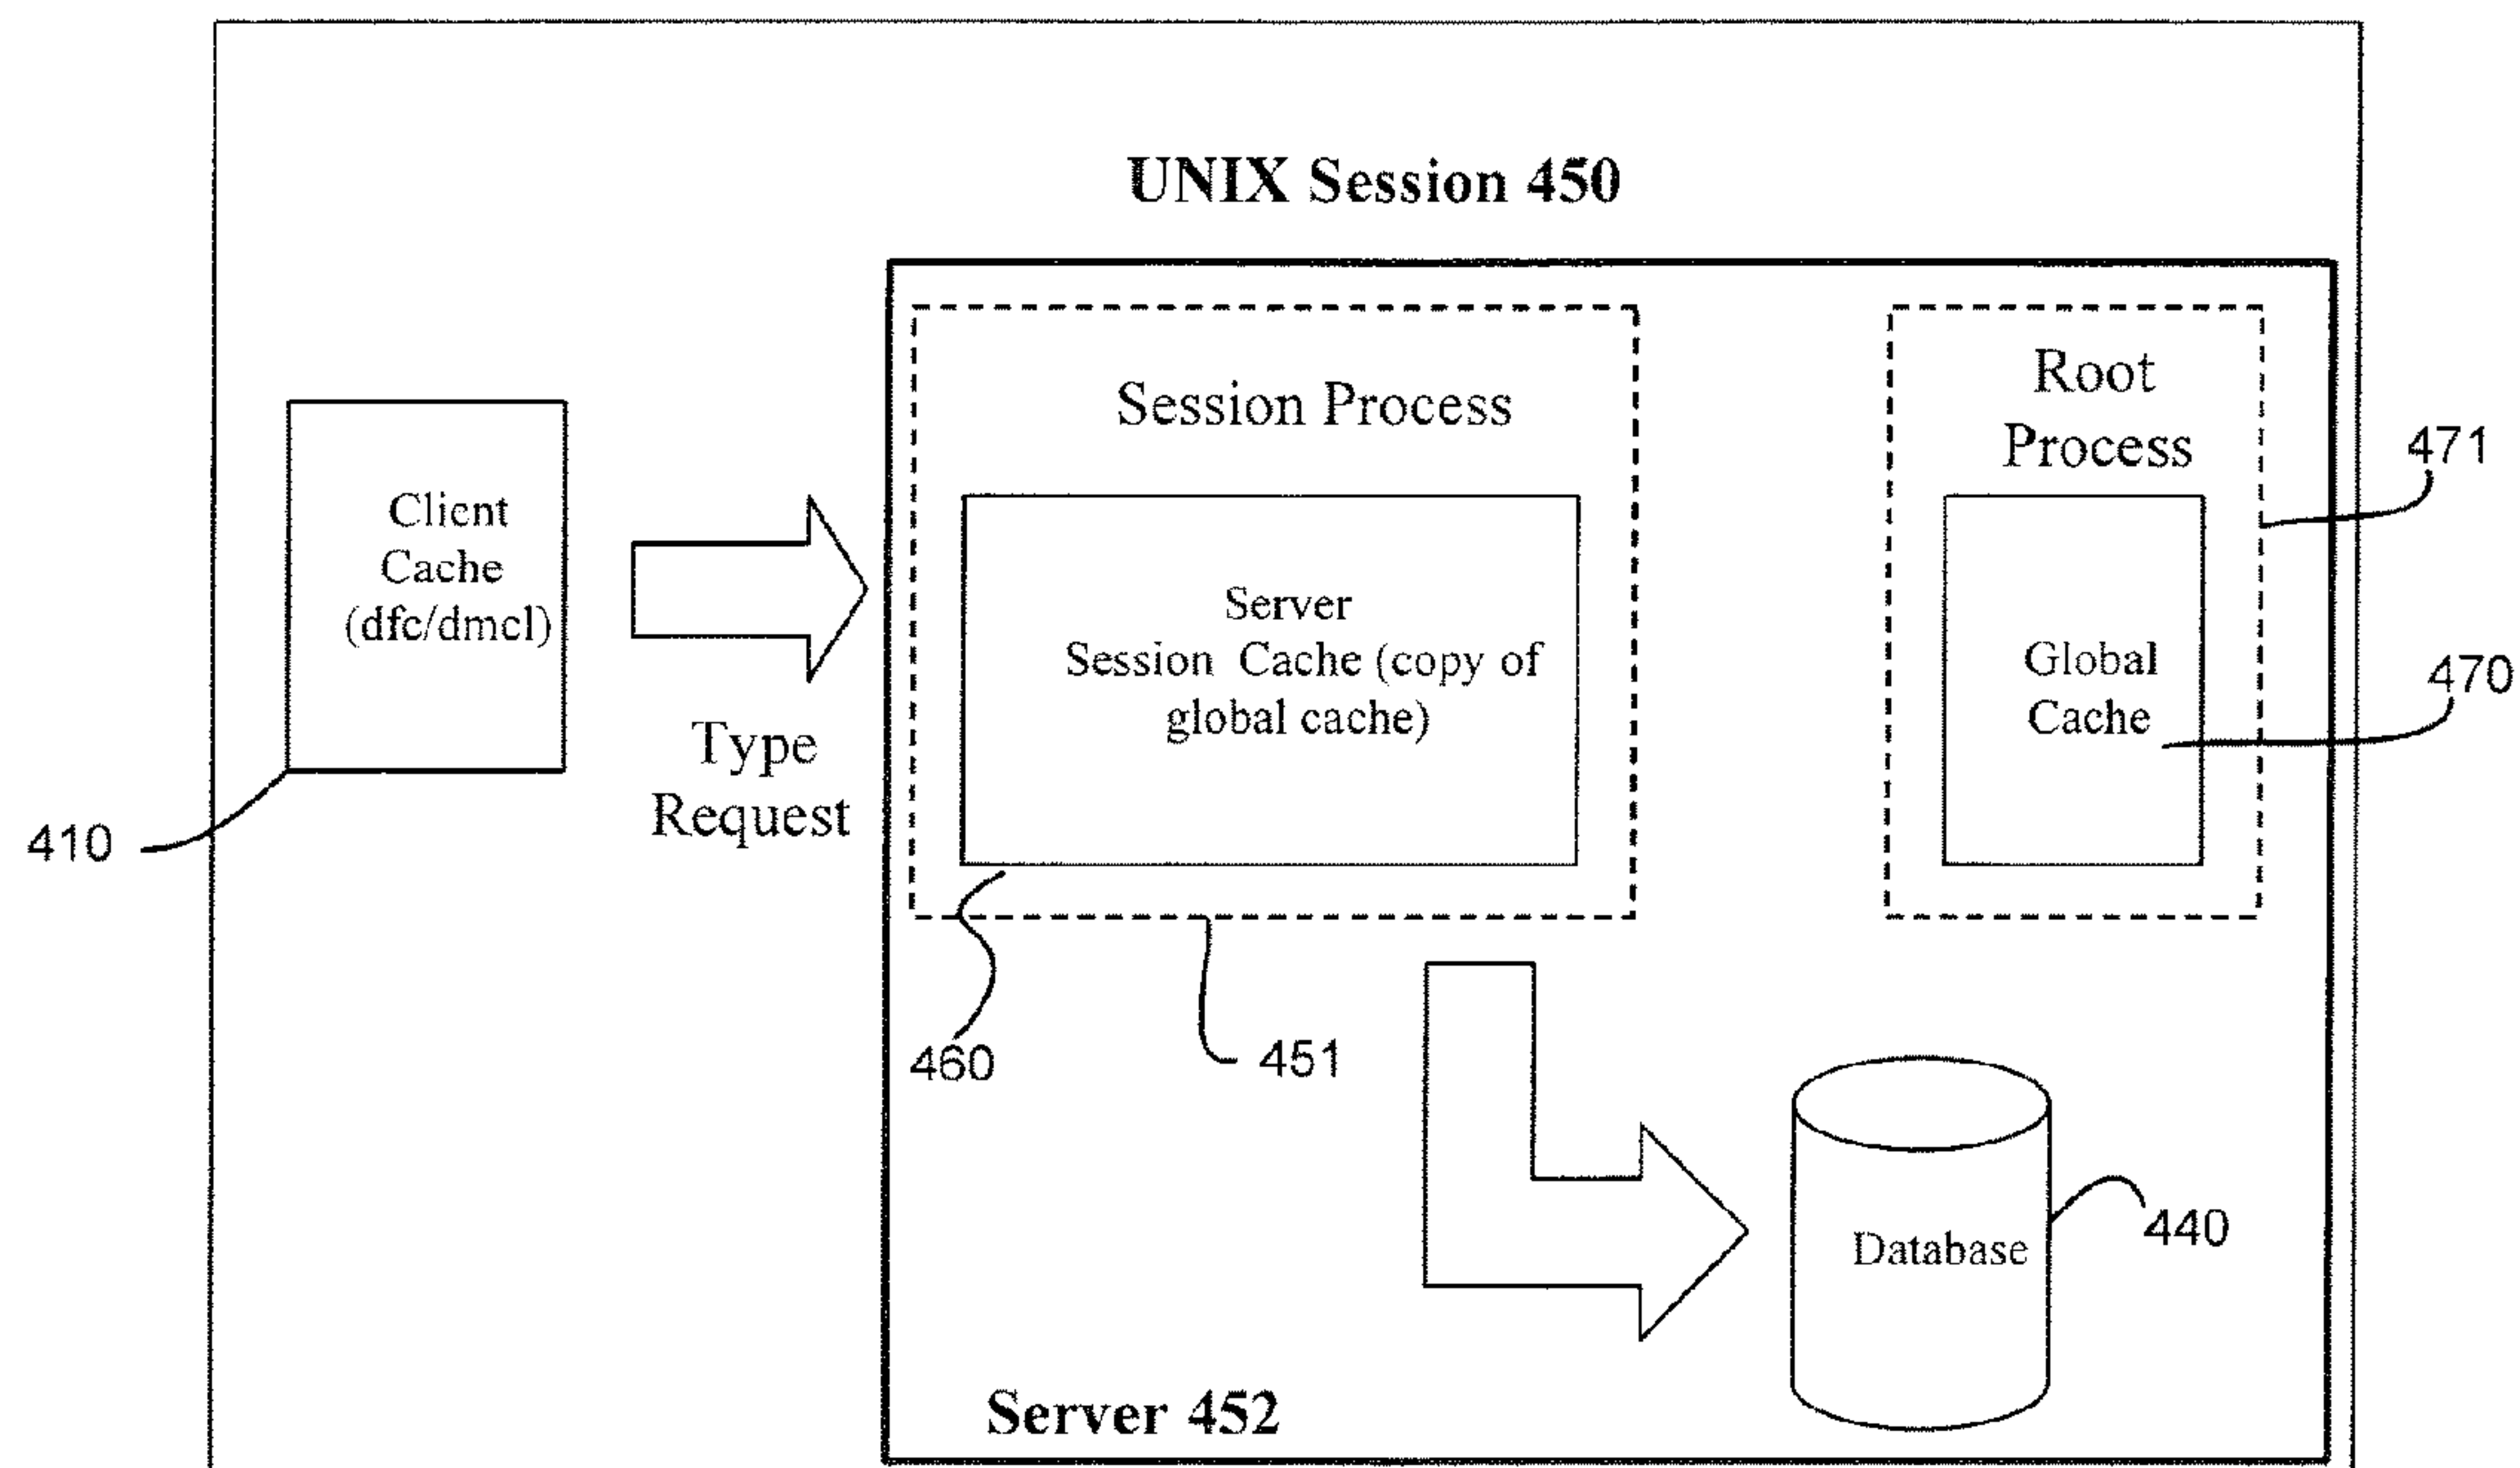 UNIX Session 450
Client
Cache
(dfc/dmcl)
410
Type
Request
Session Process
Server
Session Cache (copy of
global cache)
460
451
Root
Process
Global
Cache
471
470
Database
440
Server 452